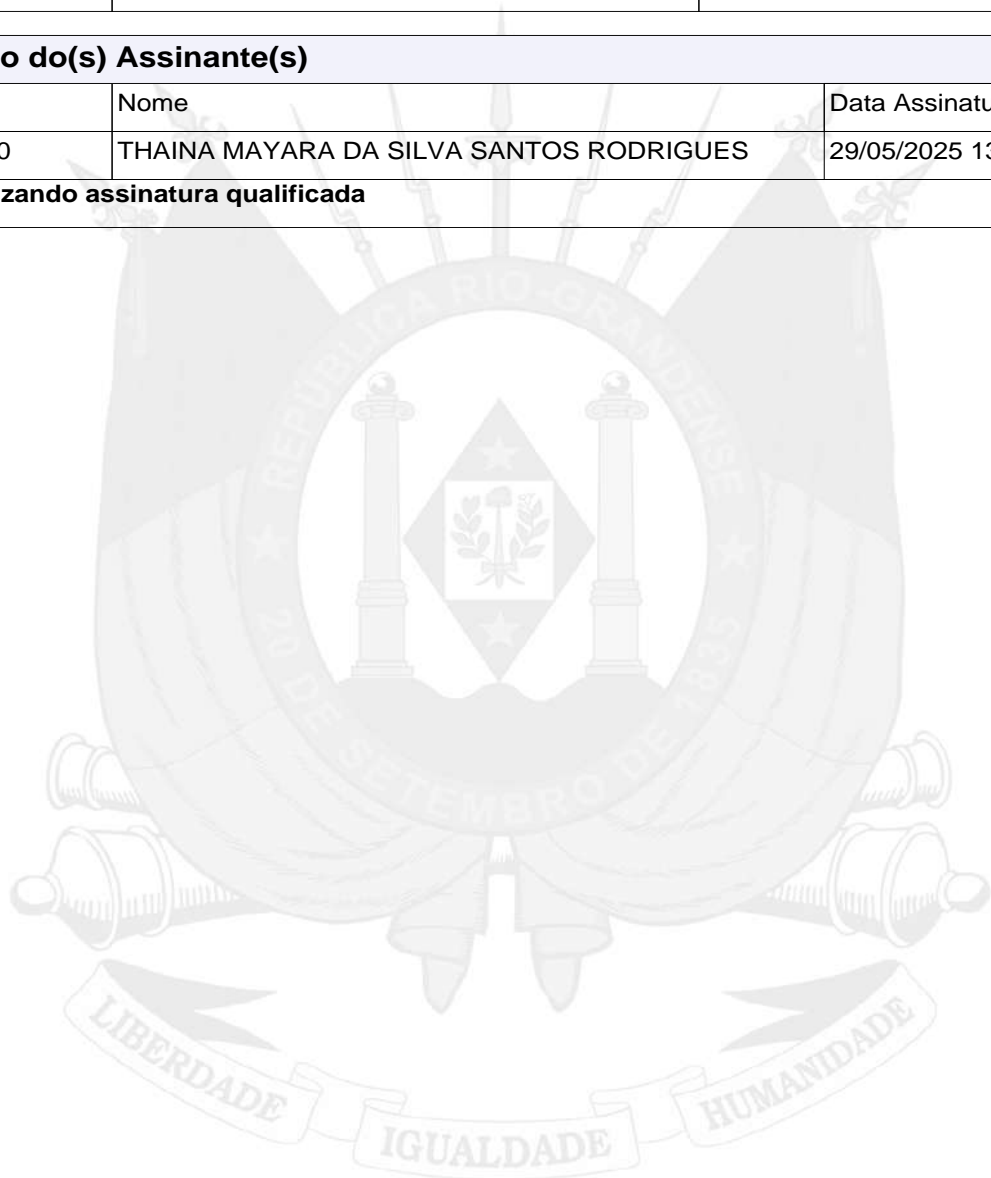 o do(s) Assinante(s)
Nome Data Assinatu
0 THAINA MAYARA DA SILVA SANTOS RODRIGUES 29/05/2025 13
zando assinatura qualificada
REPÚBLICA RIO-GRANDENSE
20 DE SETEMBRO DE 1835
LIBERDADE IGUALDADE HUMANIDADE